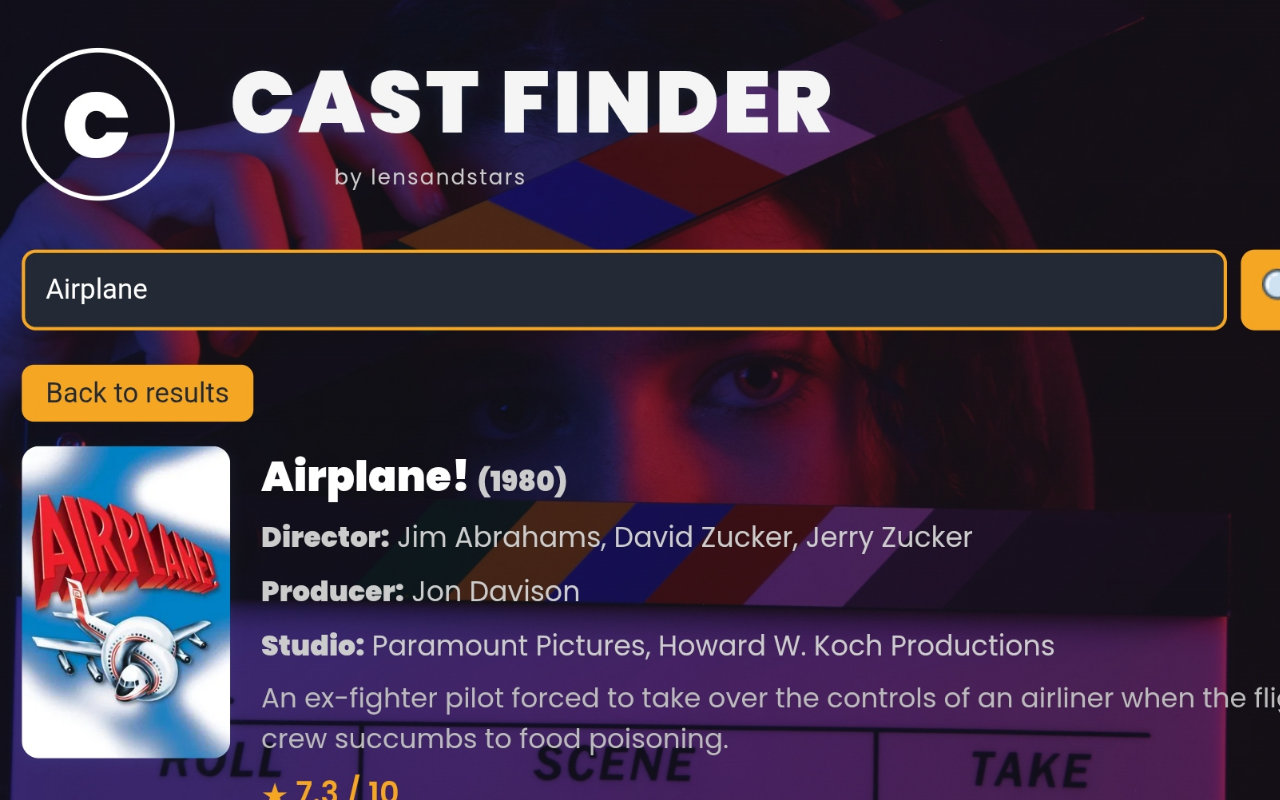 C
CAST FINDER
by lensandstars
Airplane
Back to results
AIRPLANE!
Airplane! (1980)
Director: Jim Abrahams, David Zucker, Jerry Zucker
Producer: Jon Davison
Studio: Paramount Pictures, Howard W. Koch Productions
An ex-fighter pilot forced to take over the controls of an airliner when the
crew succumbs to food poisoning.
ROLL SCENE TAKE
★ 7.3 / 10